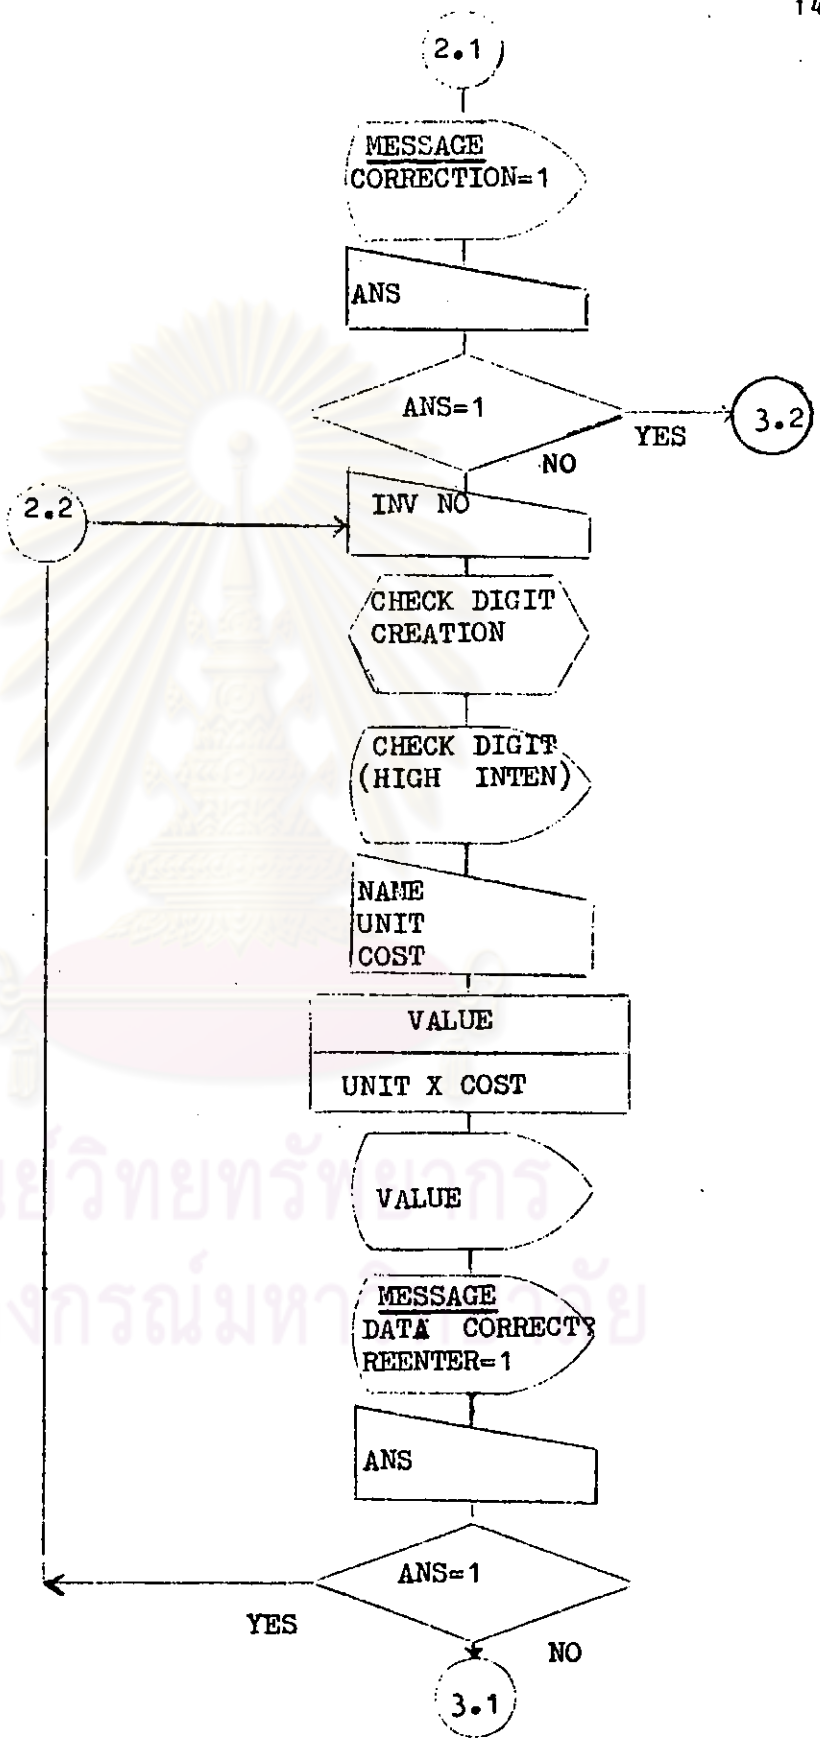 14
2.1
MESSAGE
CORRECTION=1
ANS
ANS=1
YES
3.2
NO
2.2
INV NO
CHECK DIGIT
CREATION
CHECK DIGIT
(HIGH INTEN)
NAME
UNIT
COST
VALUE
UNIT X COST
VALUE
MESSAGE
DATA CORRECT?
REENTER=1
ANS
ANS=1
YES
NO
3.1